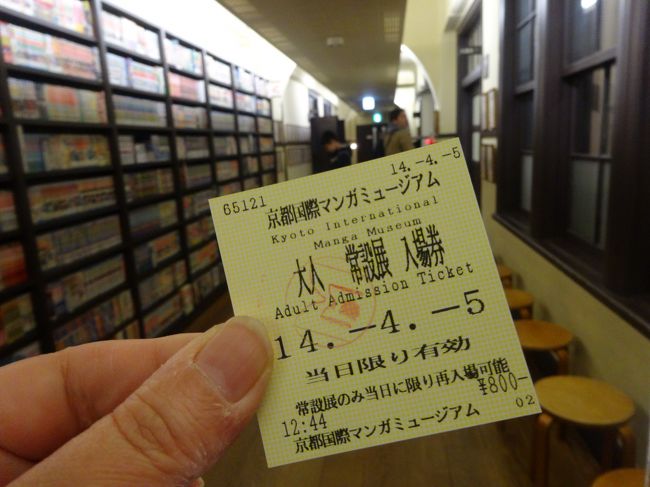 65121
14.-4.-5
京都国際マンガミュージアム
Kyoto International
Manga Museum
大人 常設展 入場券
Adult Admission Ticket
14.-4.-5
当日限り有効
常設展のみ当日に限り再入場可能
12:44
¥800-
京都国際マンガミュージアム
02